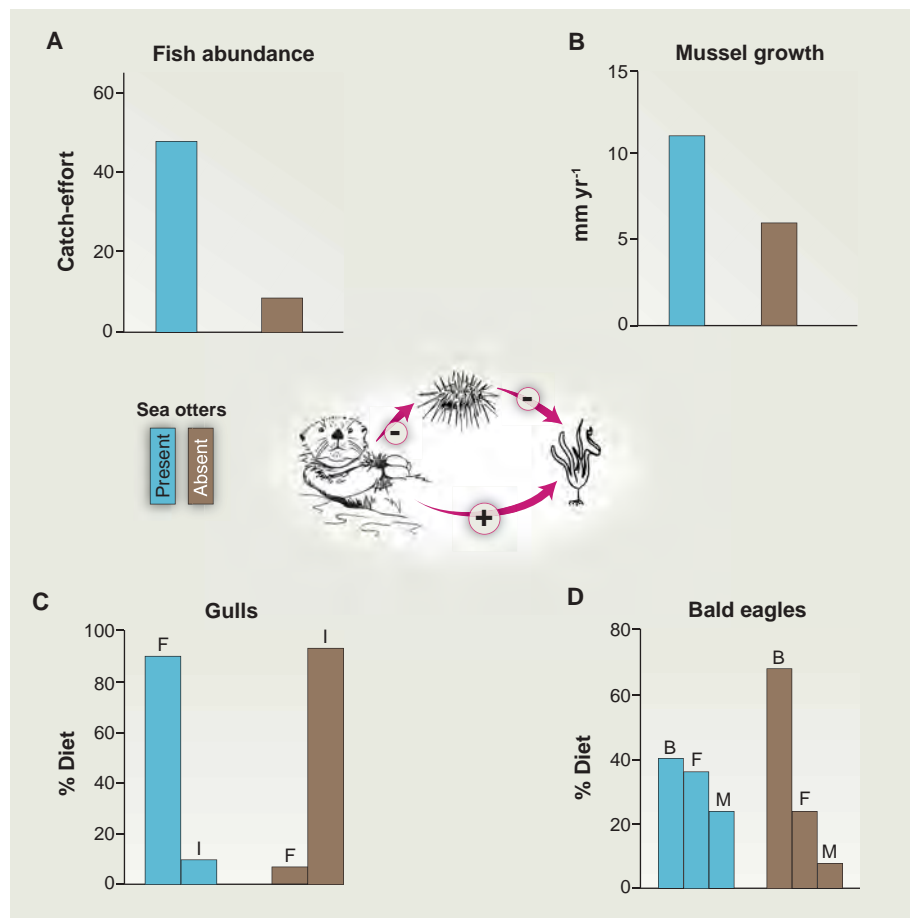 A
Fish abundance
60
40
20
0
Catch-effort
B
Mussel growth
15
10
5
0
mm yr-1
Sea otters
Present
Absent
-
-
+
C
Gulls
100
80
60
40
20
0
% Diet
F
I
F
I
D
Bald eagles
80
60
40
20
0
% Diet
B
F
M
B
F
M